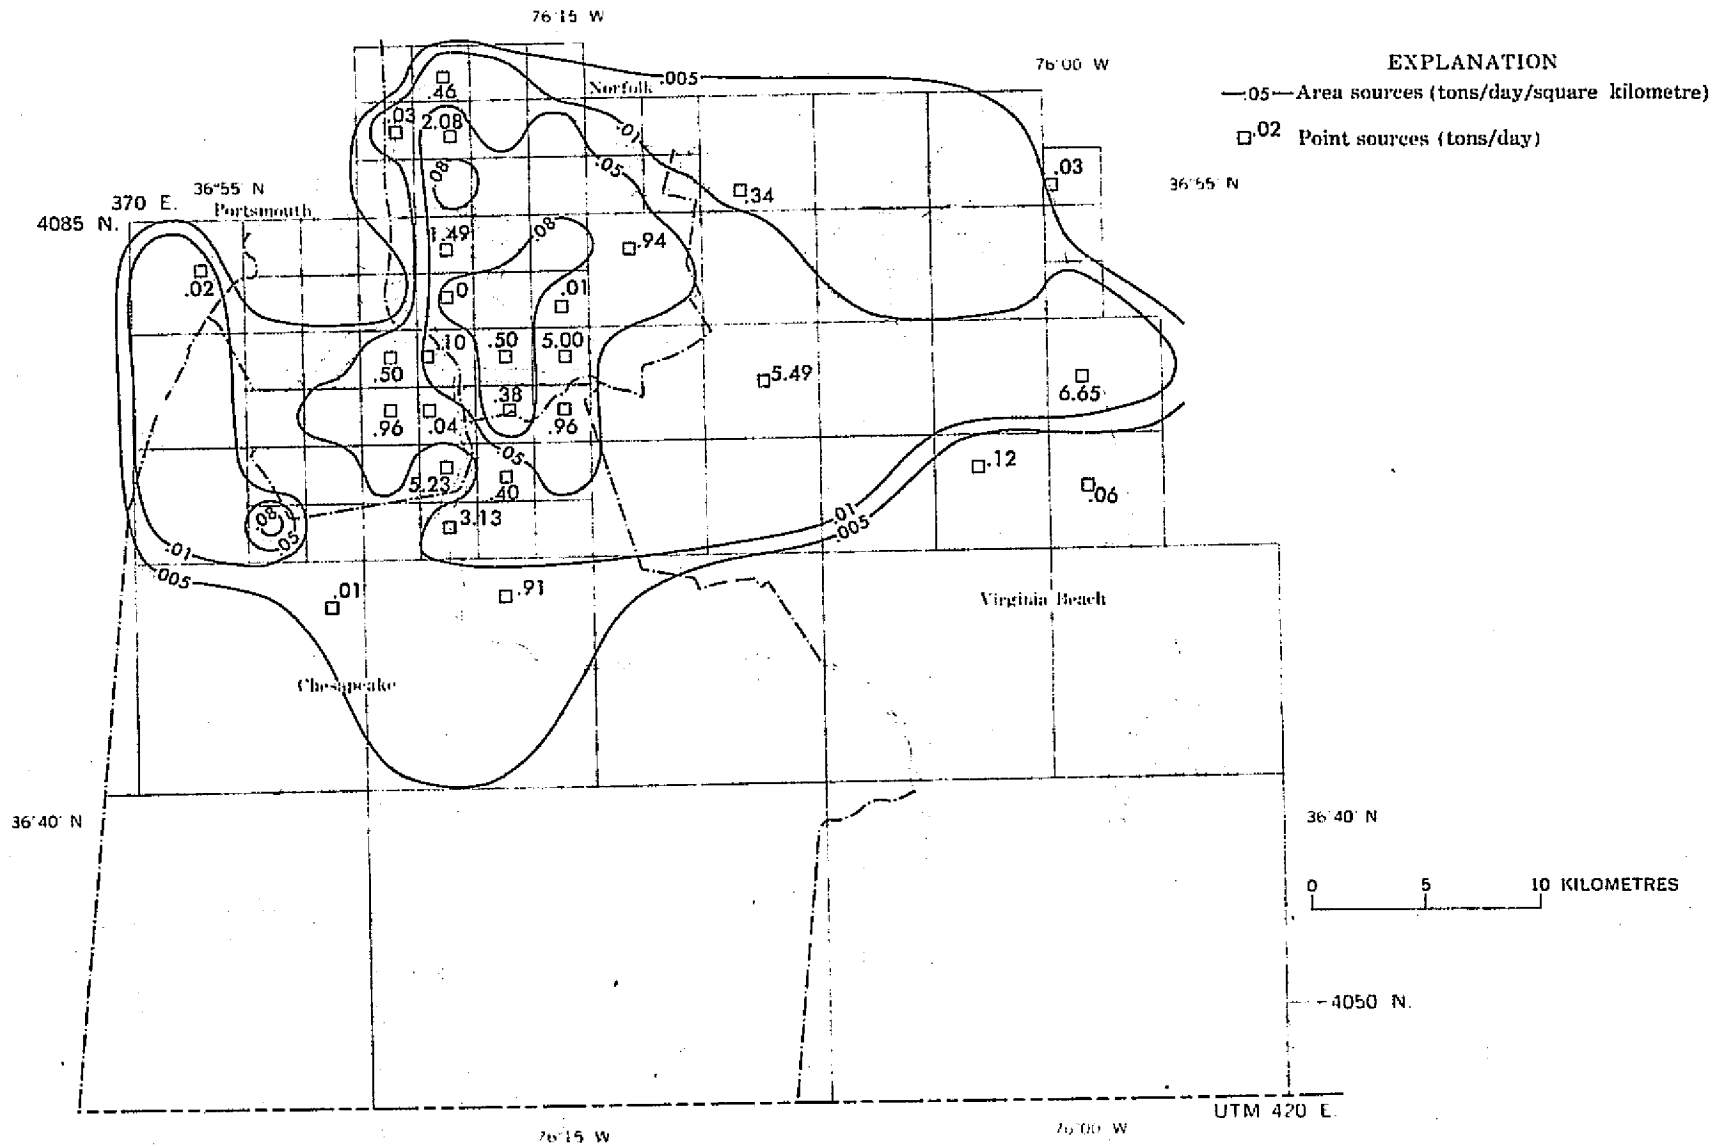 76°15' W
EXPLANATION
76°00' W
.005
Norfolk
—.05— Area sources (tons/day/square kilometre)
.46
.02 Point sources (tons/day)
.03
2.08
.01
.05
.03
.08
36°55' N
.34
36°55' N
370 E.
Portsmouth
4085 N.
1.49
.08
.94
.02
0
.01
.10
.50
5.00
.50
5.49
6.65
.38
.96
.04
.96
.05
.12
5.23
.40
.06
.08
3.13
.01
.005
.05
.01
.005
.01
.91
Virginia Beach
Chesapeake
36°40' N
36°40' N
0 5 10 KILOMETRES
4050 N.
UTM 420 E.
76°15 W
76°00' W